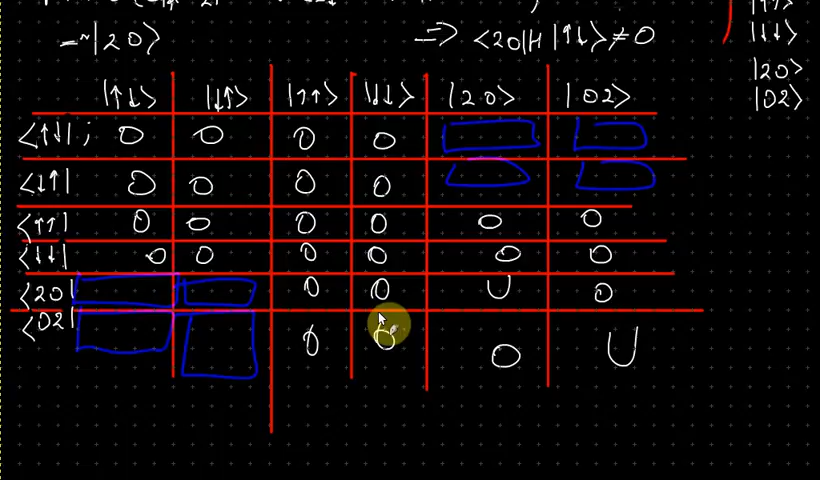 =~|20⟩ ⇒ ⟨20|H|↑↓⟩≠0
|↑↑⟩
|↓↓⟩
|20⟩
|02⟩
|↑↓⟩ |↓↑⟩ |↑↑⟩ |↓↓⟩ |20⟩ |02⟩
⟨↑↓| ; 0 0 0 0
⟨↓↑| 0 0 0 0
⟨↑↑| 0 0 0 0 0 0
⟨↓↓| 0 0 0 0 0 0
⟨20| 0 0 U 0
⟨02| 0 0 0 U